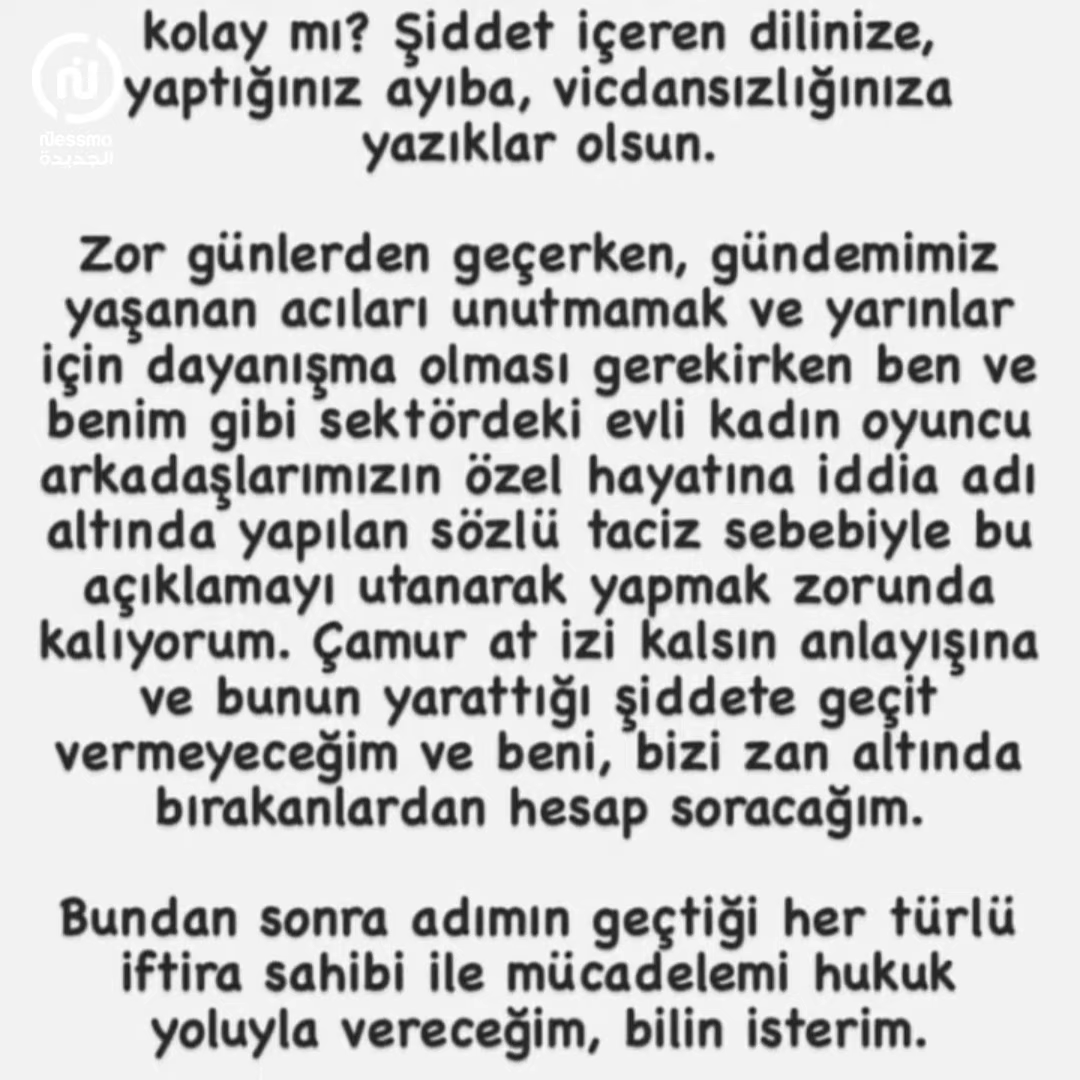 kolay mı? Şiddet içeren dilinize,
yaptığınız ayıba, vicdansızlığınıza
yazıklar olsun.
nessma
الجديدة
Zor günlerden geçerken, gündemimiz
yaşanan acıları unutmamak ve yarınlar
için dayanışma olması gerekirken ben ve
benim gibi sektördeki evli kadın oyuncu
arkadaşlarımızın özel hayatına iddia adı
altında yapılan sözlü taciz sebebiyle bu
açıklamayı utanarak yapmak zorunda
kalıyorum. Çamur at izi kalsın anlayışına
ve bunun yarattığı şiddete geçit
vermeyeceğim ve beni, bizi zan altında
bırakanlardan hesap soracağım.
Bundan sonra adımın geçtiği her türlü
iftira sahibi ile mücadelemi hukuk
yoluyla vereceğim, bilin isterim.